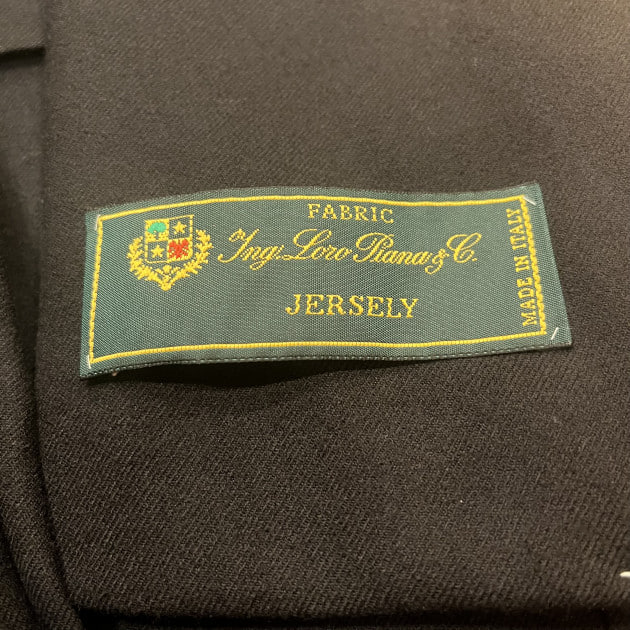 FABRIC
Ing. Loro Piana & C.
JERSELY
MADE IN ITALY